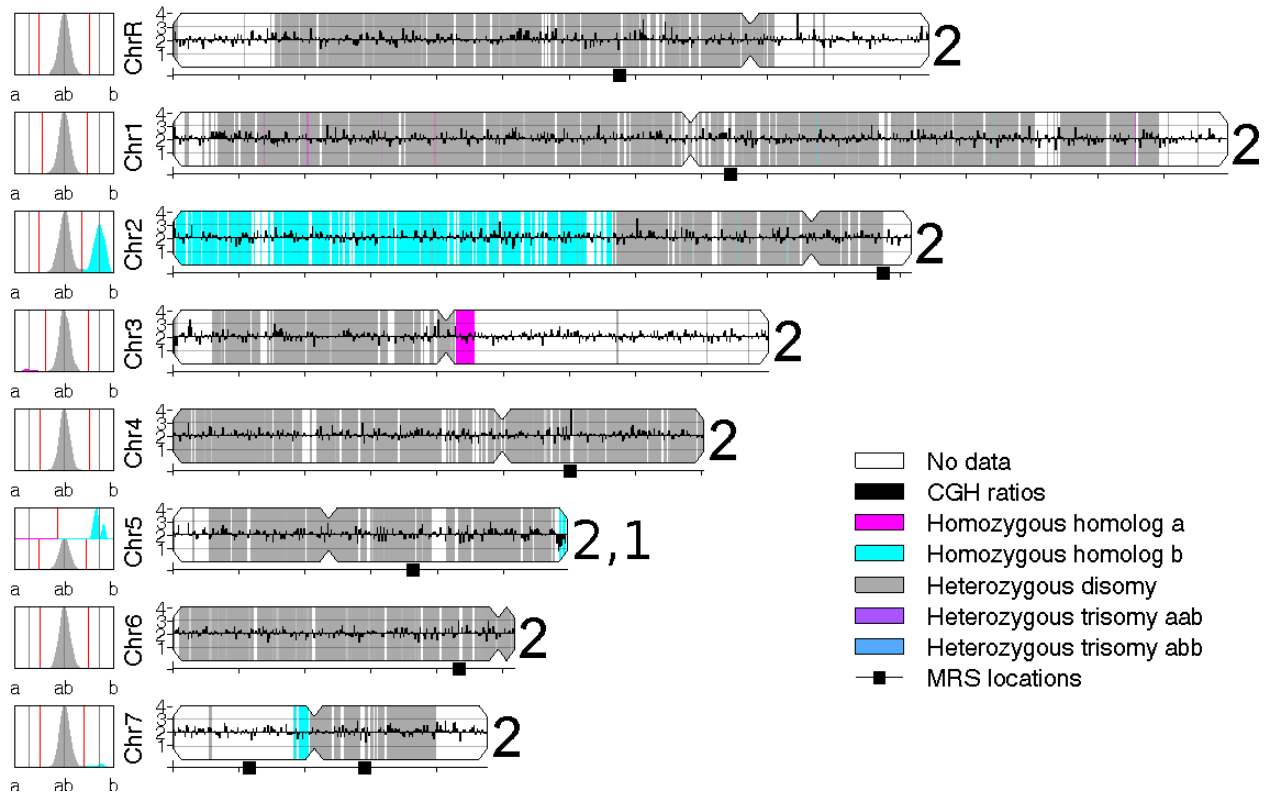 ChrR
4
3
2
1
2
a ab b
Chr1
4
3
2
1
2
a ab b
Chr2
4
3
2
1
2
a ab b
Chr3
4
3
2
1
2
a ab b
Chr4
4
3
2
1
2
a ab b
Chr5
4
3
2
1
2,1
a ab b
Chr6
4
3
2
1
2
a ab b
Chr7
4
3
2
1
2
a ab b
No data
CGH ratios
Homozygous homolog a
Homozygous homolog b
Heterozygous disomy
Heterozygous trisomy aab
Heterozygous trisomy abb
MRS locations